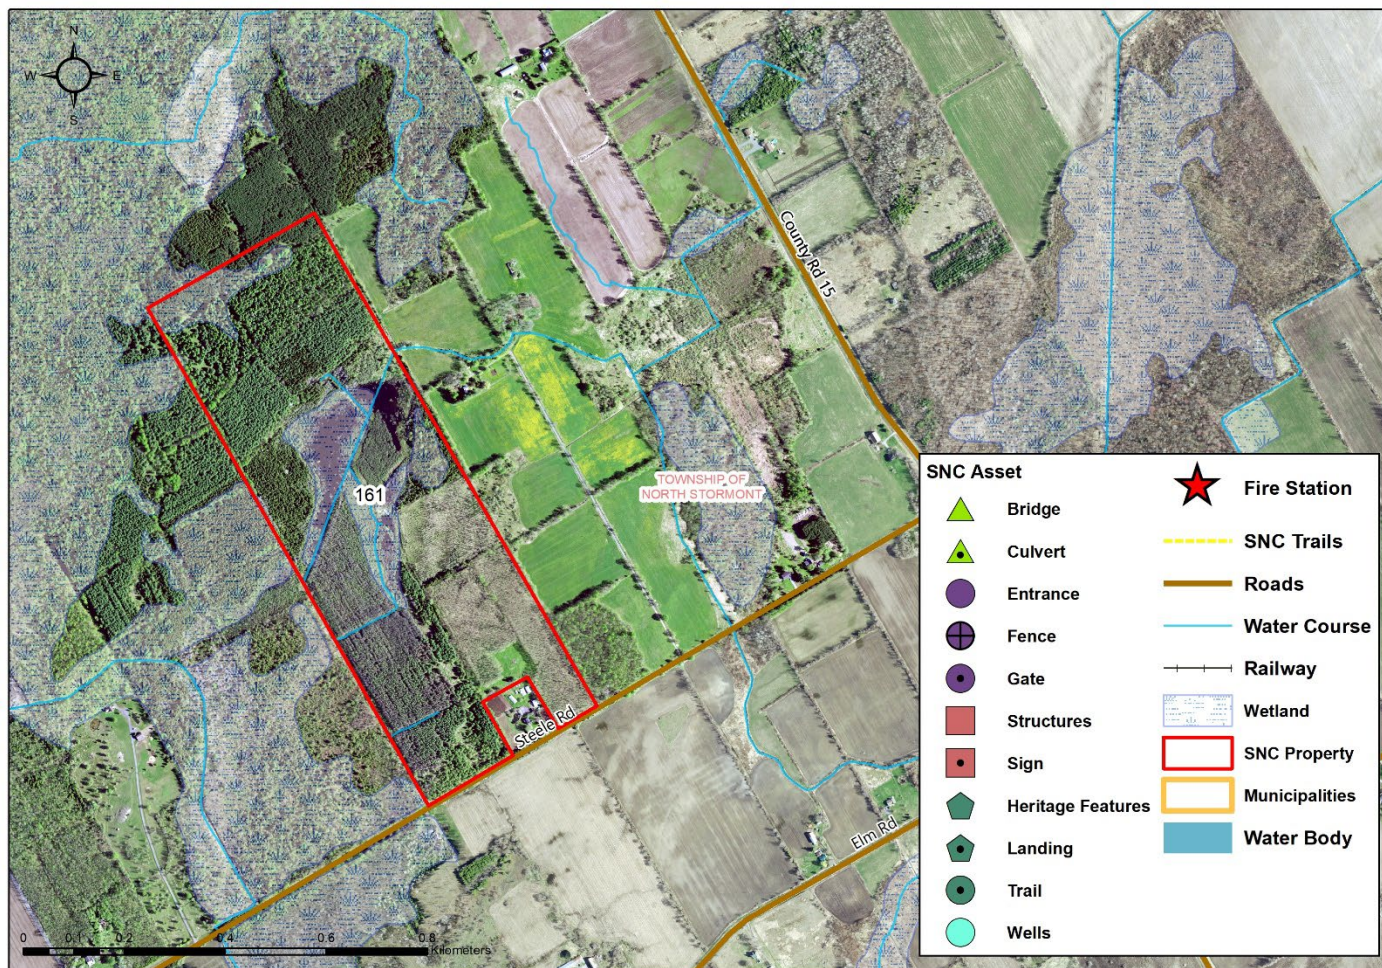 N
W E
S
County Rd 15
161
TOWNSHIP OF
NORTH STORMONT
Steele Rd
Elm Rd
0 0.1 0.2 0.4 0.6 0.8
Kilometers
SNC Asset
Bridge
Culvert
Entrance
Fence
Gate
Structures
Sign
Heritage Features
Landing
Trail
Wells
Fire Station
SNC Trails
Roads
Water Course
Railway
Wetland
SNC Property
Municipalities
Water Body